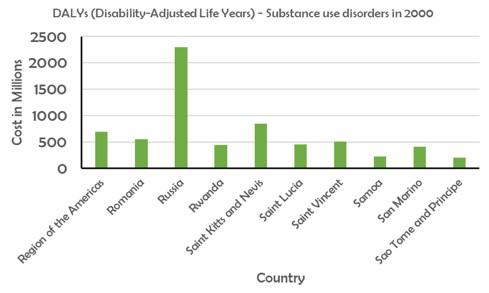 DALYs (Disability-Adjusted Life Years) - Substance use disorders in 2000
Cost in Millions
2500
2000
1500
1000
500
0
Region of the Americas
Romania
Russia
Rwanda
Saint Kitts and Nevis
Saint Lucia
Saint Vincent
Samoa
San Marino
Sao Tome and Principe
Country